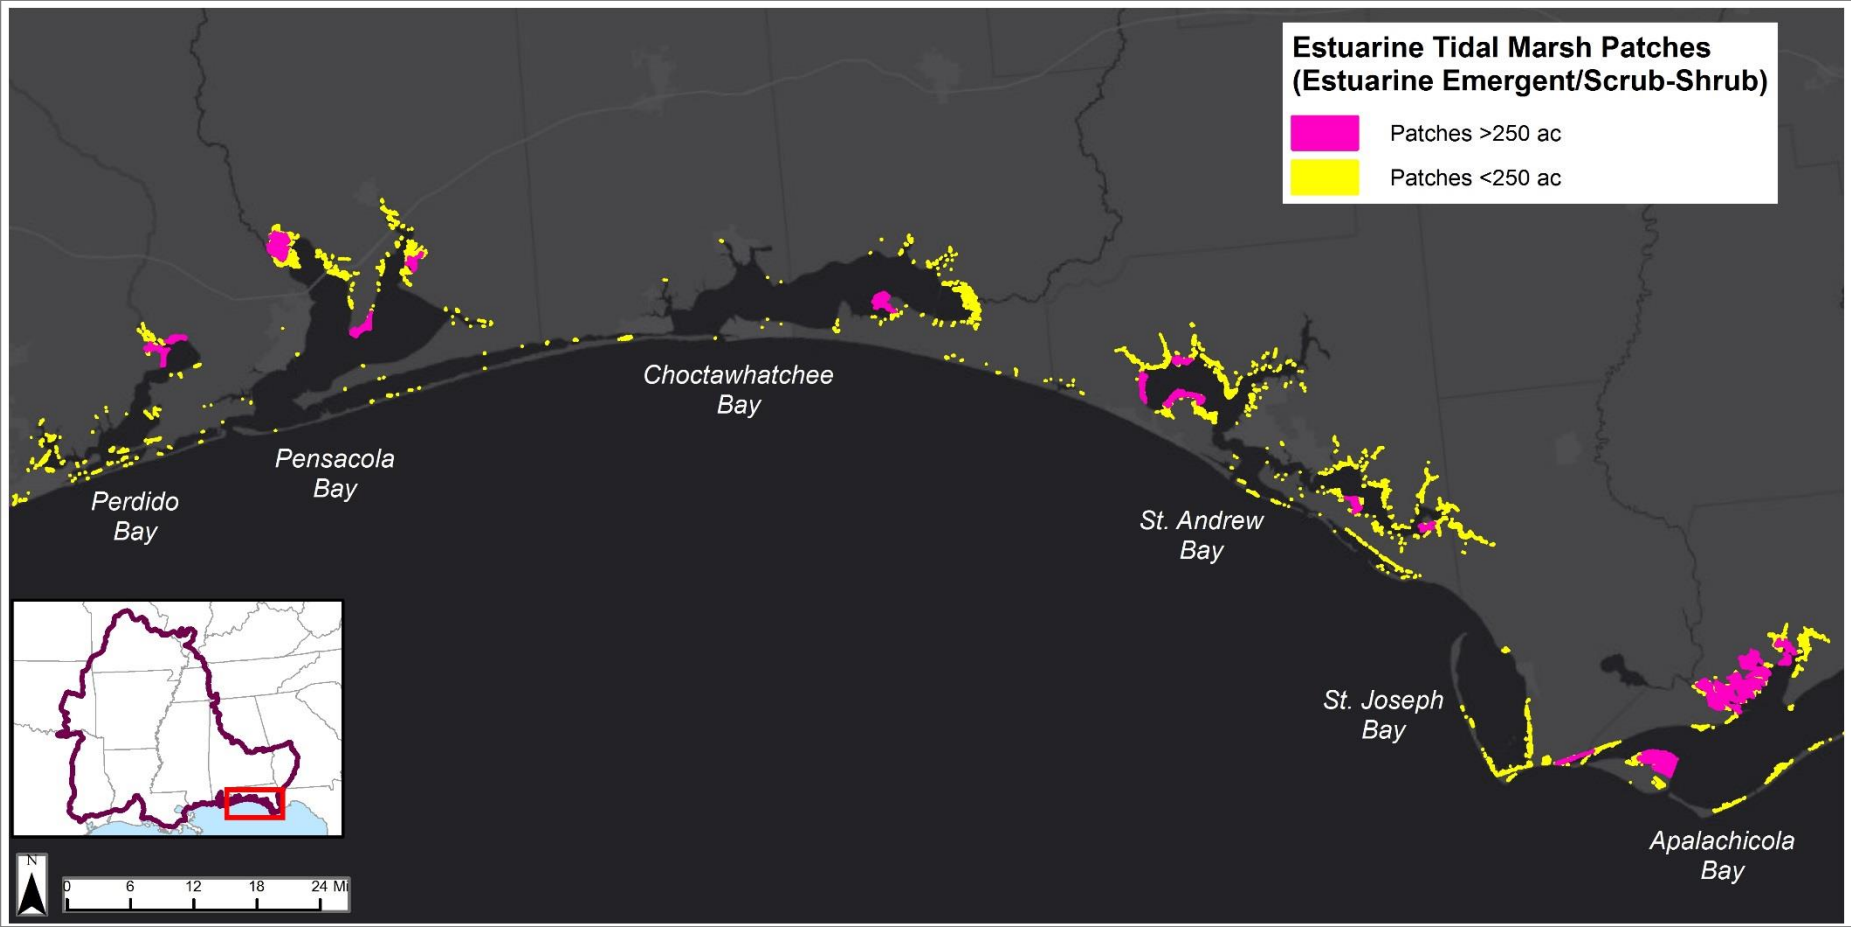 Estuarine Tidal Marsh Patches
(Estuarine Emergent/Scrub-Shrub)
Patches >250 ac
Patches <250 ac
Choctawhatchee
Bay
Pensacola
Bay
Perdido
Bay
St. Andrew
Bay
St. Joseph
Bay
Apalachicola
Bay
N
0 6 12 18 24 Mi